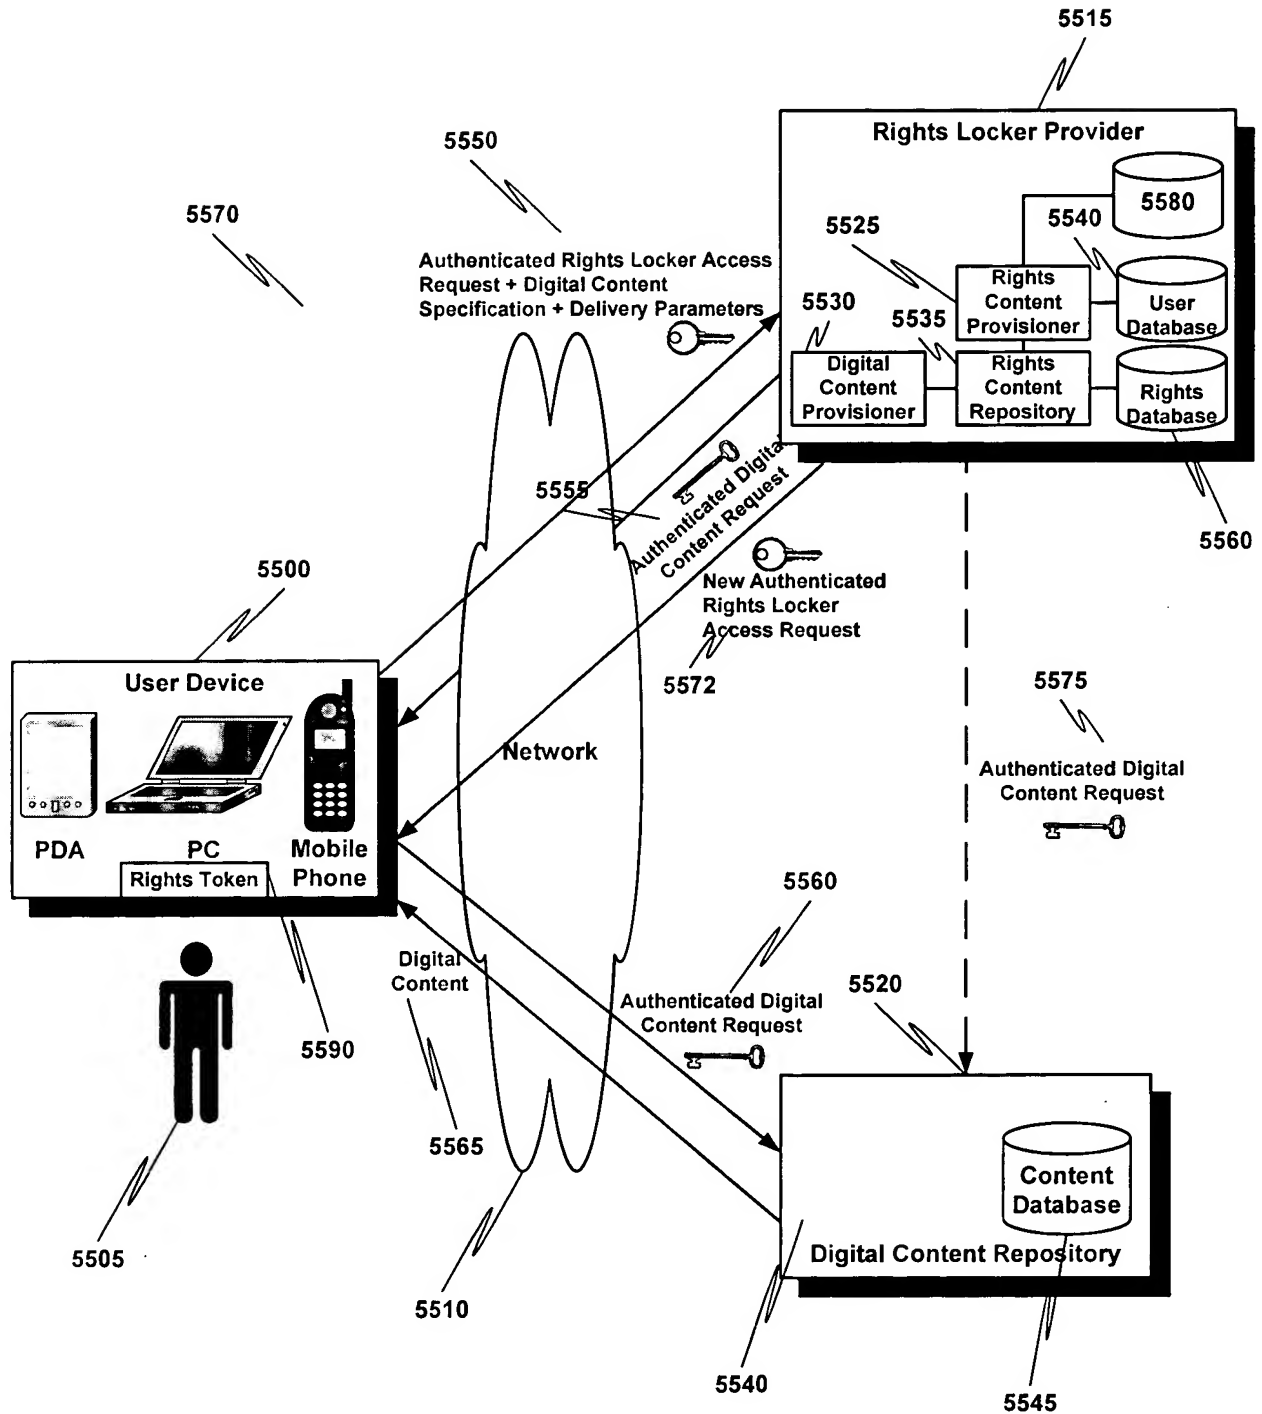 5515
Rights Locker Provider
5550
5580
5570
5525
5540
Authenticated Rights Locker Access
Request + Digital Content
Specification + Delivery Parameters
Rights
Content
Provisioner
User
Database
5530
5535
Digital
Content
Provisioner
Rights
Content
Repository
Rights
Database
5555
Authenticated Digital
Content Request
5560
5500
New Authenticated
Rights Locker
Access Request
5572
User Device
5575
Network
Authenticated Digital
Content Request
PDA
PC
Mobile
Phone
Rights Token
5560
Digital
Content
Authenticated Digital
Content Request
5520
5590
5565
Content
Database
5505
Digital Content Repository
5510
5540
5545